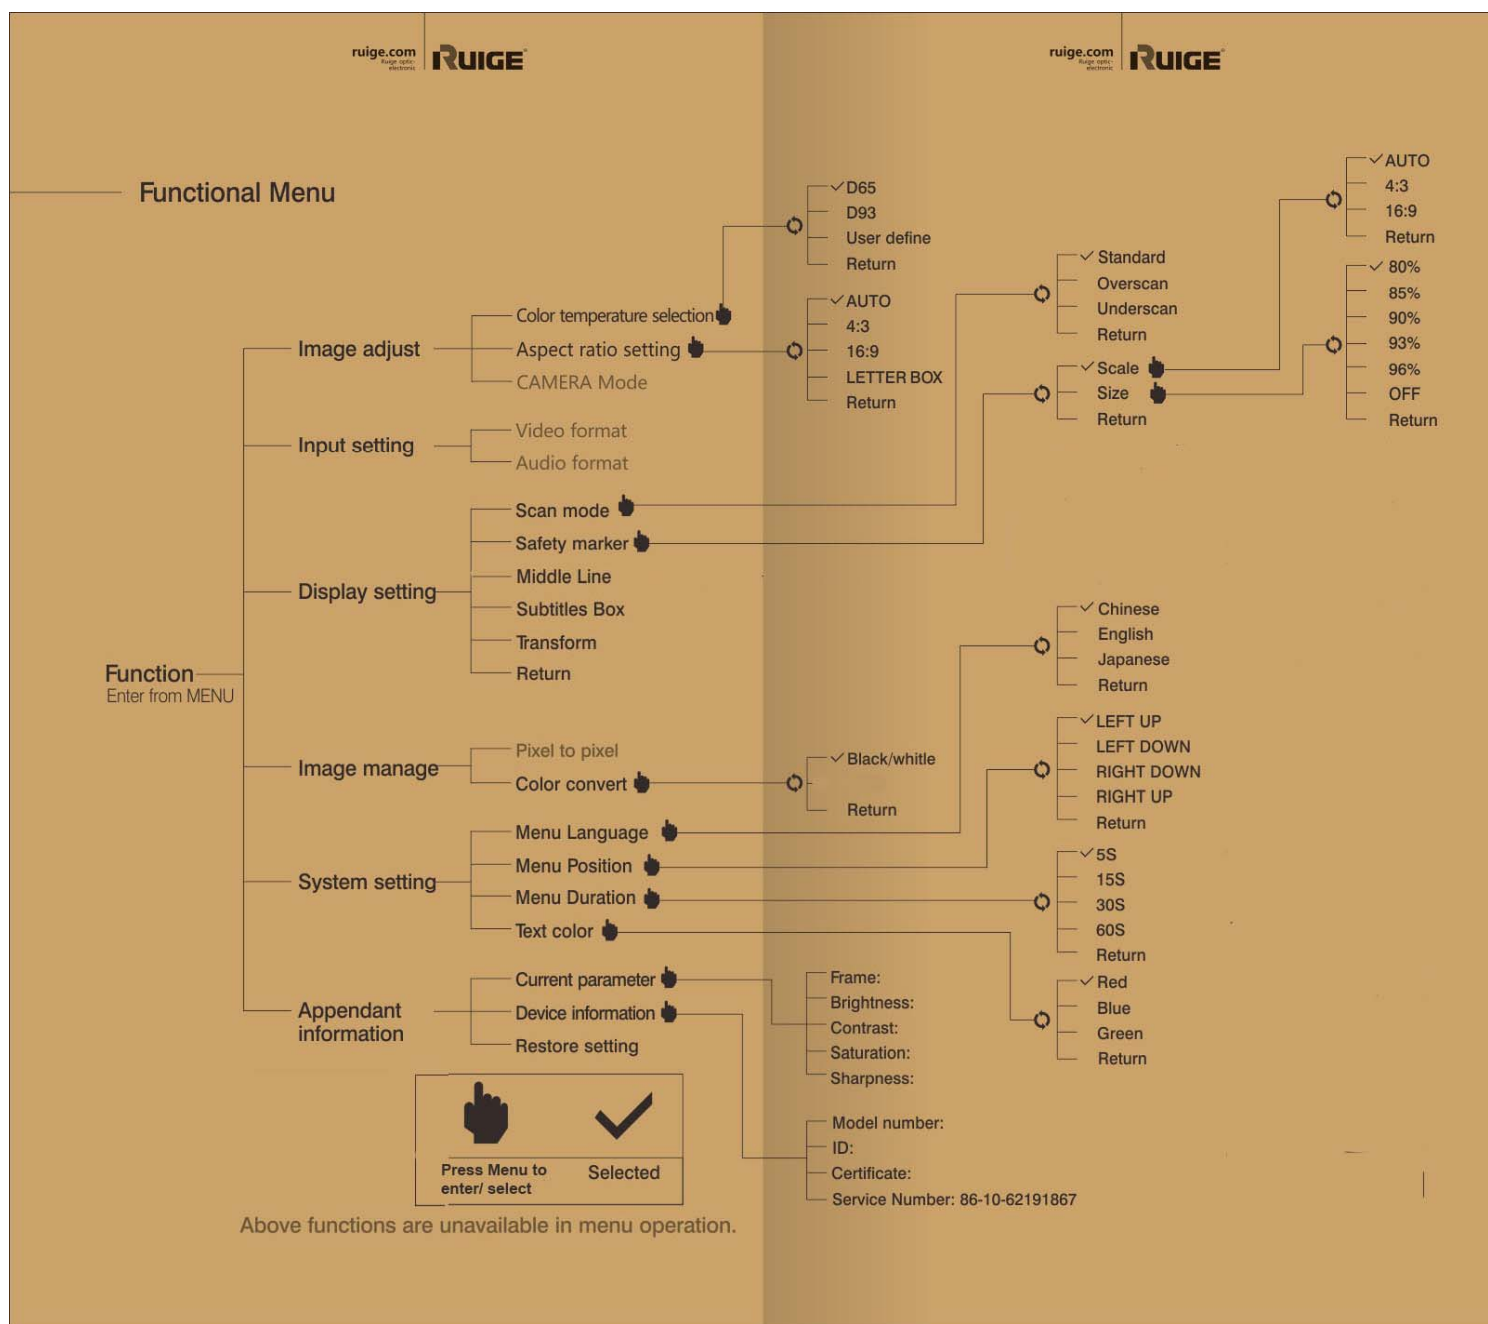 ruige.com
Ruige optic-
electronic
RUIGE
ruige.com
Ruige optic-
electronic
RUIGE
Functional Menu
Function
Enter from MENU
Image adjust
Color temperature selection
D65
D93
User define
Return
Aspect ratio setting
AUTO
4:3
16:9
LETTER BOX
Return
CAMERA Mode
Input setting
Video format
Audio format
Display setting
Scan mode
Standard
Overscan
Underscan
Return
Safety marker
Scale
AUTO
4:3
16:9
Return
Size
80%
85%
90%
93%
96%
OFF
Return
Return
Middle Line
Subtitles Box
Transform
Return
Image manage
Pixel to pixel
Color convert
Black/whitle
Return
System setting
Menu Language
Chinese
English
Japanese
Return
Menu Position
LEFT UP
LEFT DOWN
RIGHT DOWN
RIGHT UP
Return
Menu Duration
5S
15S
30S
60S
Return
Text color
Red
Blue
Green
Return
Appendant
information
Current parameter
Frame:
Brightness:
Contrast:
Saturation:
Sharpness:
Device information
Model number:
ID:
Certificate:
Service Number: 86-10-62191867
Restore setting
Press Menu to
enter/ select
Selected
Above functions are unavailable in menu operation.